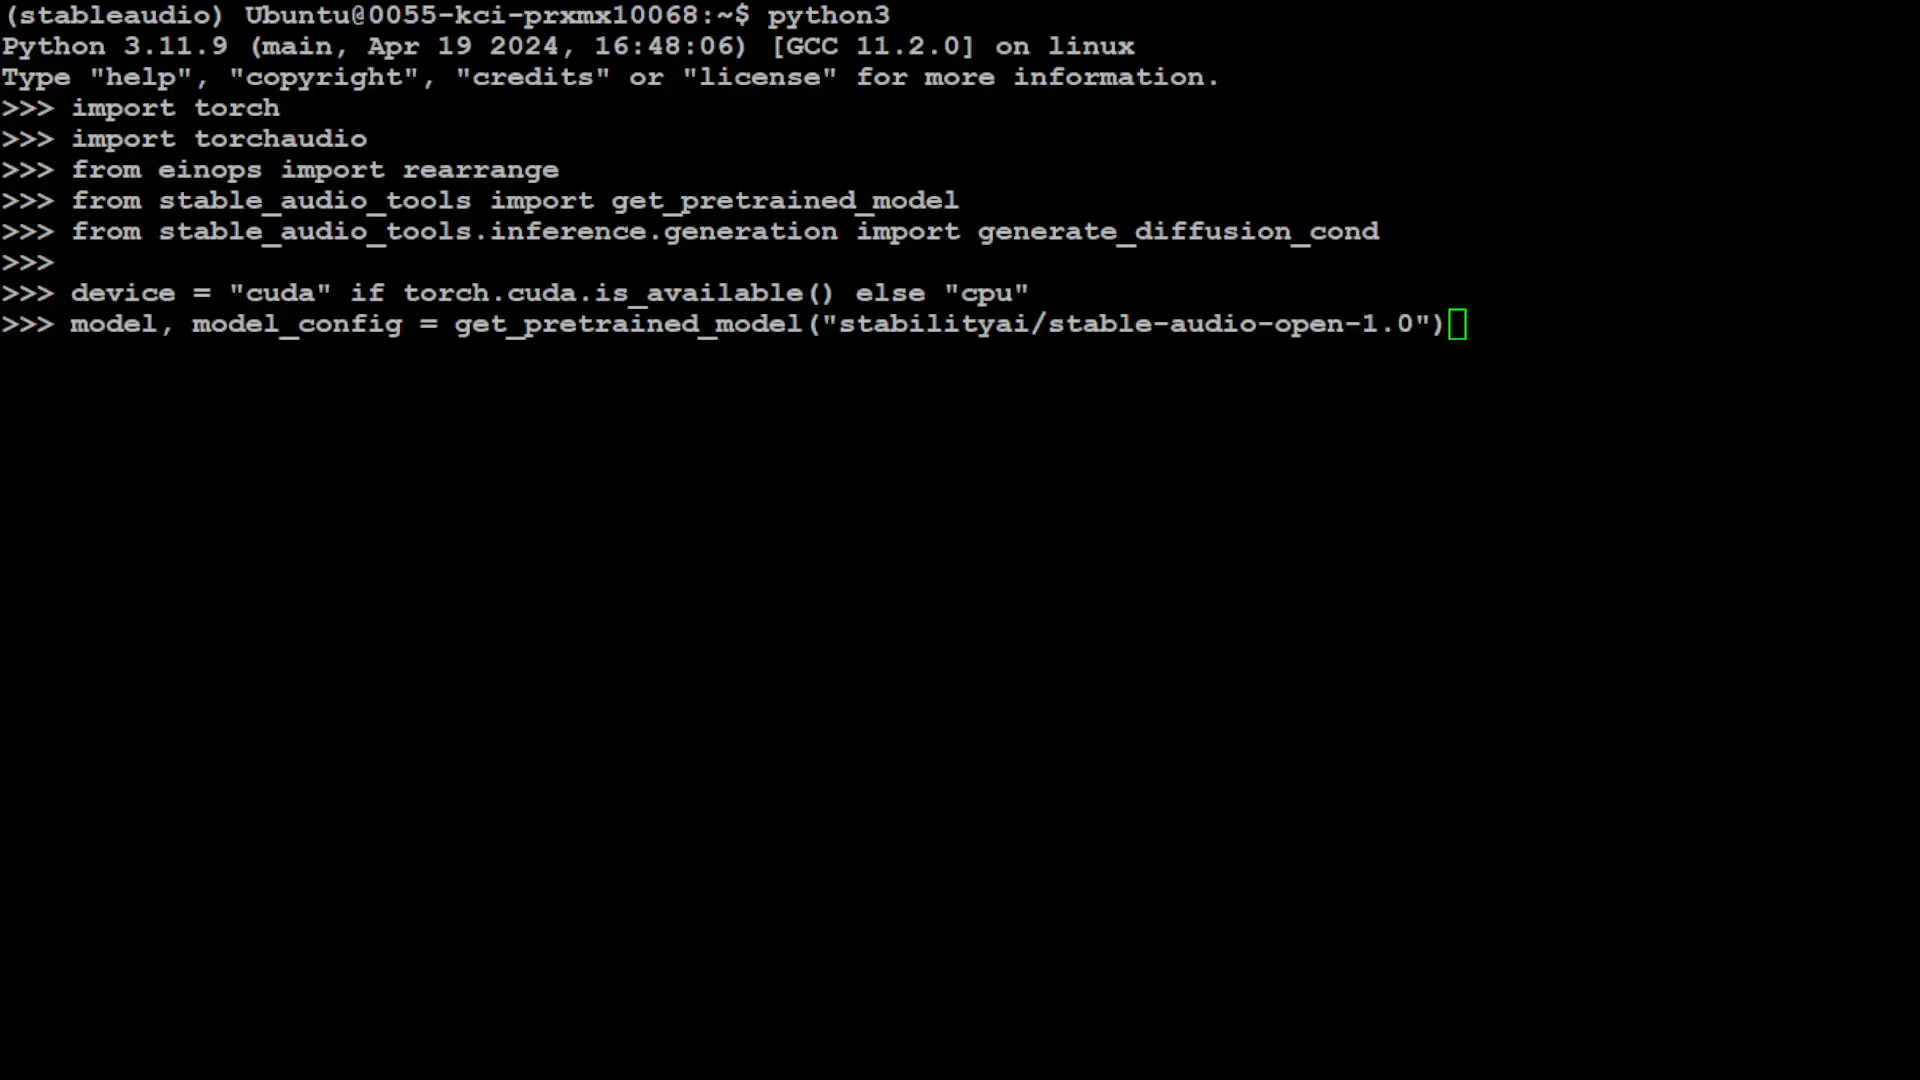 (stableaudio) Ubuntu@0055-kci-prxmx10068:~$ python3
Python 3.11.9 (main, Apr 19 2024, 16:48:06) [GCC 11.2.0] on linux
Type "help", "copyright", "credits" or "license" for more information.
>>> import torch
>>> import torchaudio
>>> from einops import rearrange
>>> from stable_audio_tools import get_pretrained_model
>>> from stable_audio_tools.inference.generation import generate_diffusion_cond
>>>
>>> device = "cuda" if torch.cuda.is_available() else "cpu"
>>> model, model_config = get_pretrained_model("stabilityai/stable-audio-open-1.0")